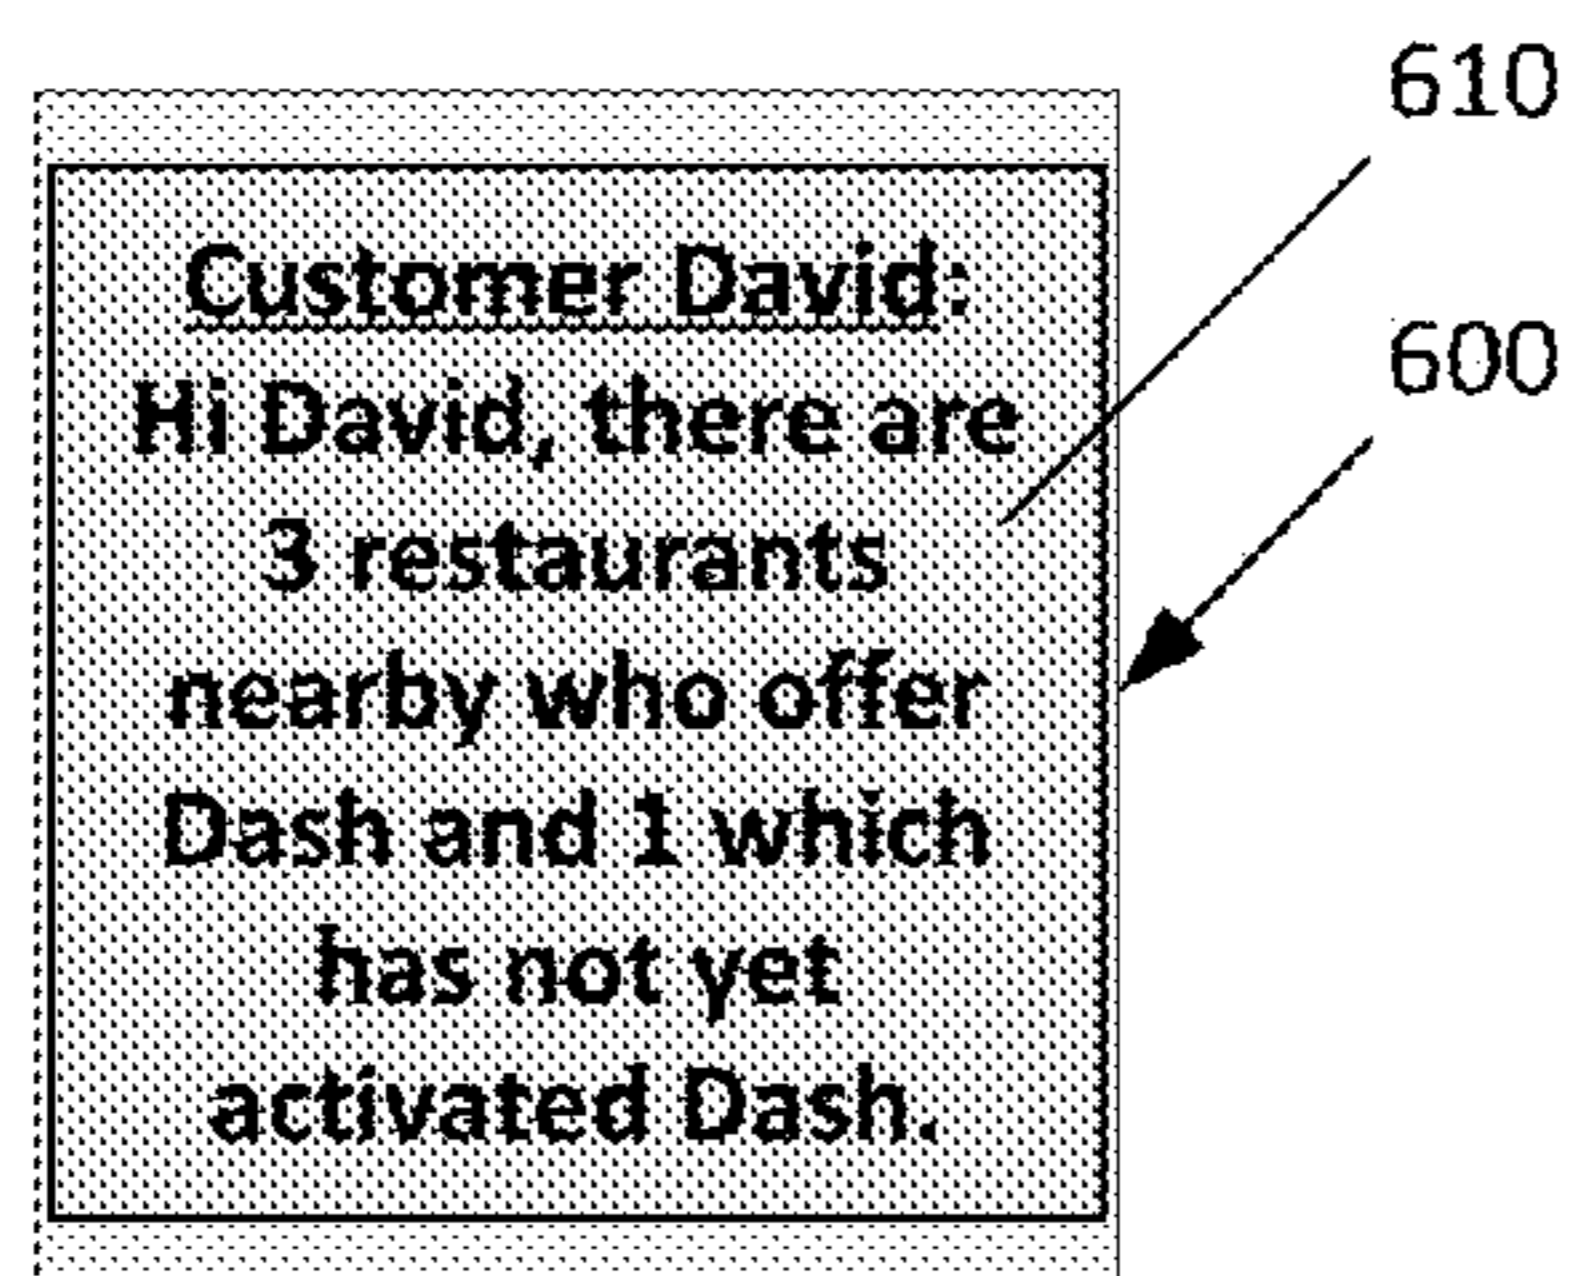 610
Customer David:
Hi David, there are
600
3 restaurants
nearby who offer
Dash and 1 which
has not yet
activated Dash.